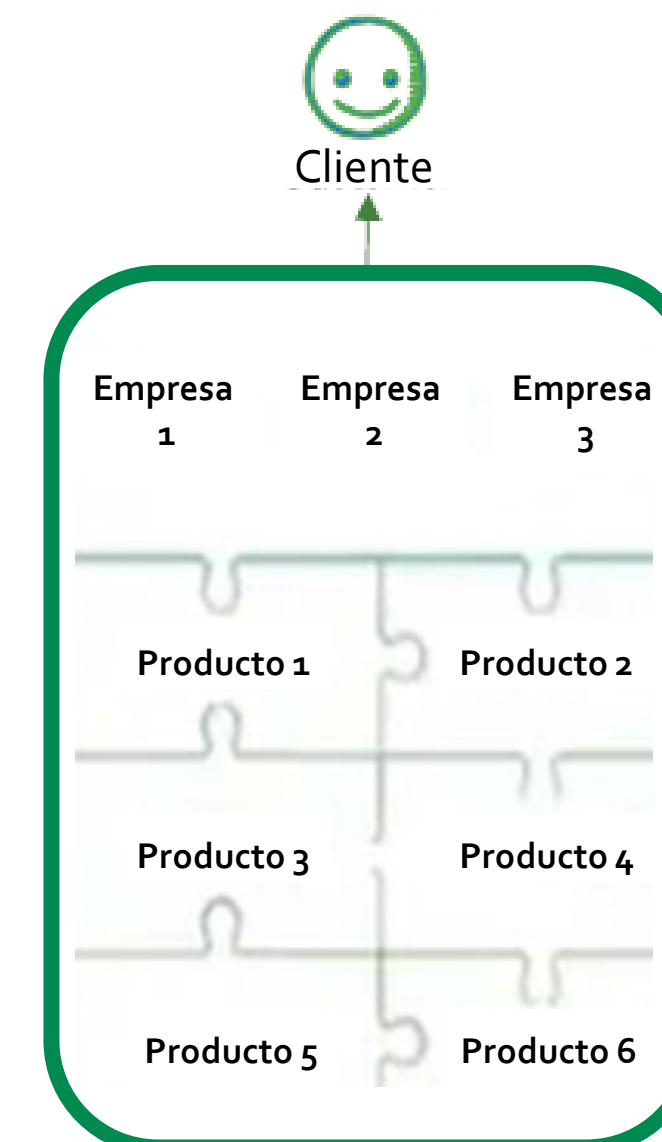 Cliente
Empresa Empresa Empresa
1 2 3
Producto 1 Producto 2
Producto 3 Producto 4
Producto 5 Producto 6